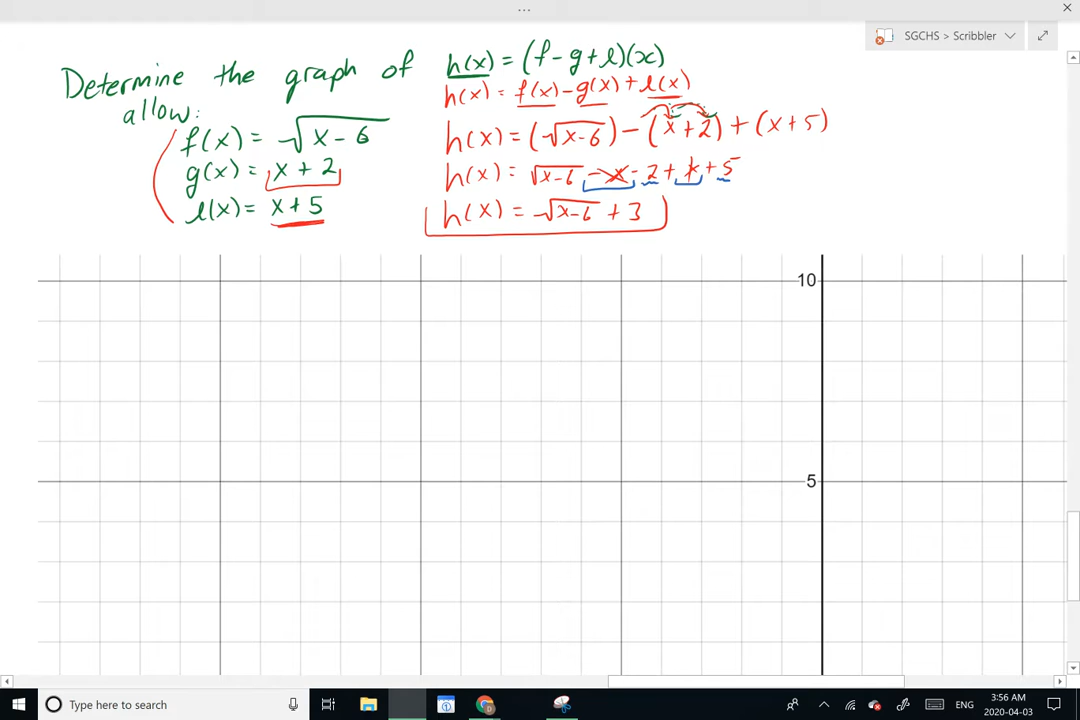 SGCHS > Scribbler
Determine the graph of h(x) = (f-g+l)(x)
allow:
h(x) = f(x) - g(x) + l(x)
f(x) = √x-6
h(x) = (√x-6) - (x+2) + (x+5)
g(x) = x+2
h(x) = √x-6 -x -2 + x + 5
l(x) = x+5
h(x) = √x-6 + 3
10
5
Type here to search
ENG
3:56 AM
2020-04-03